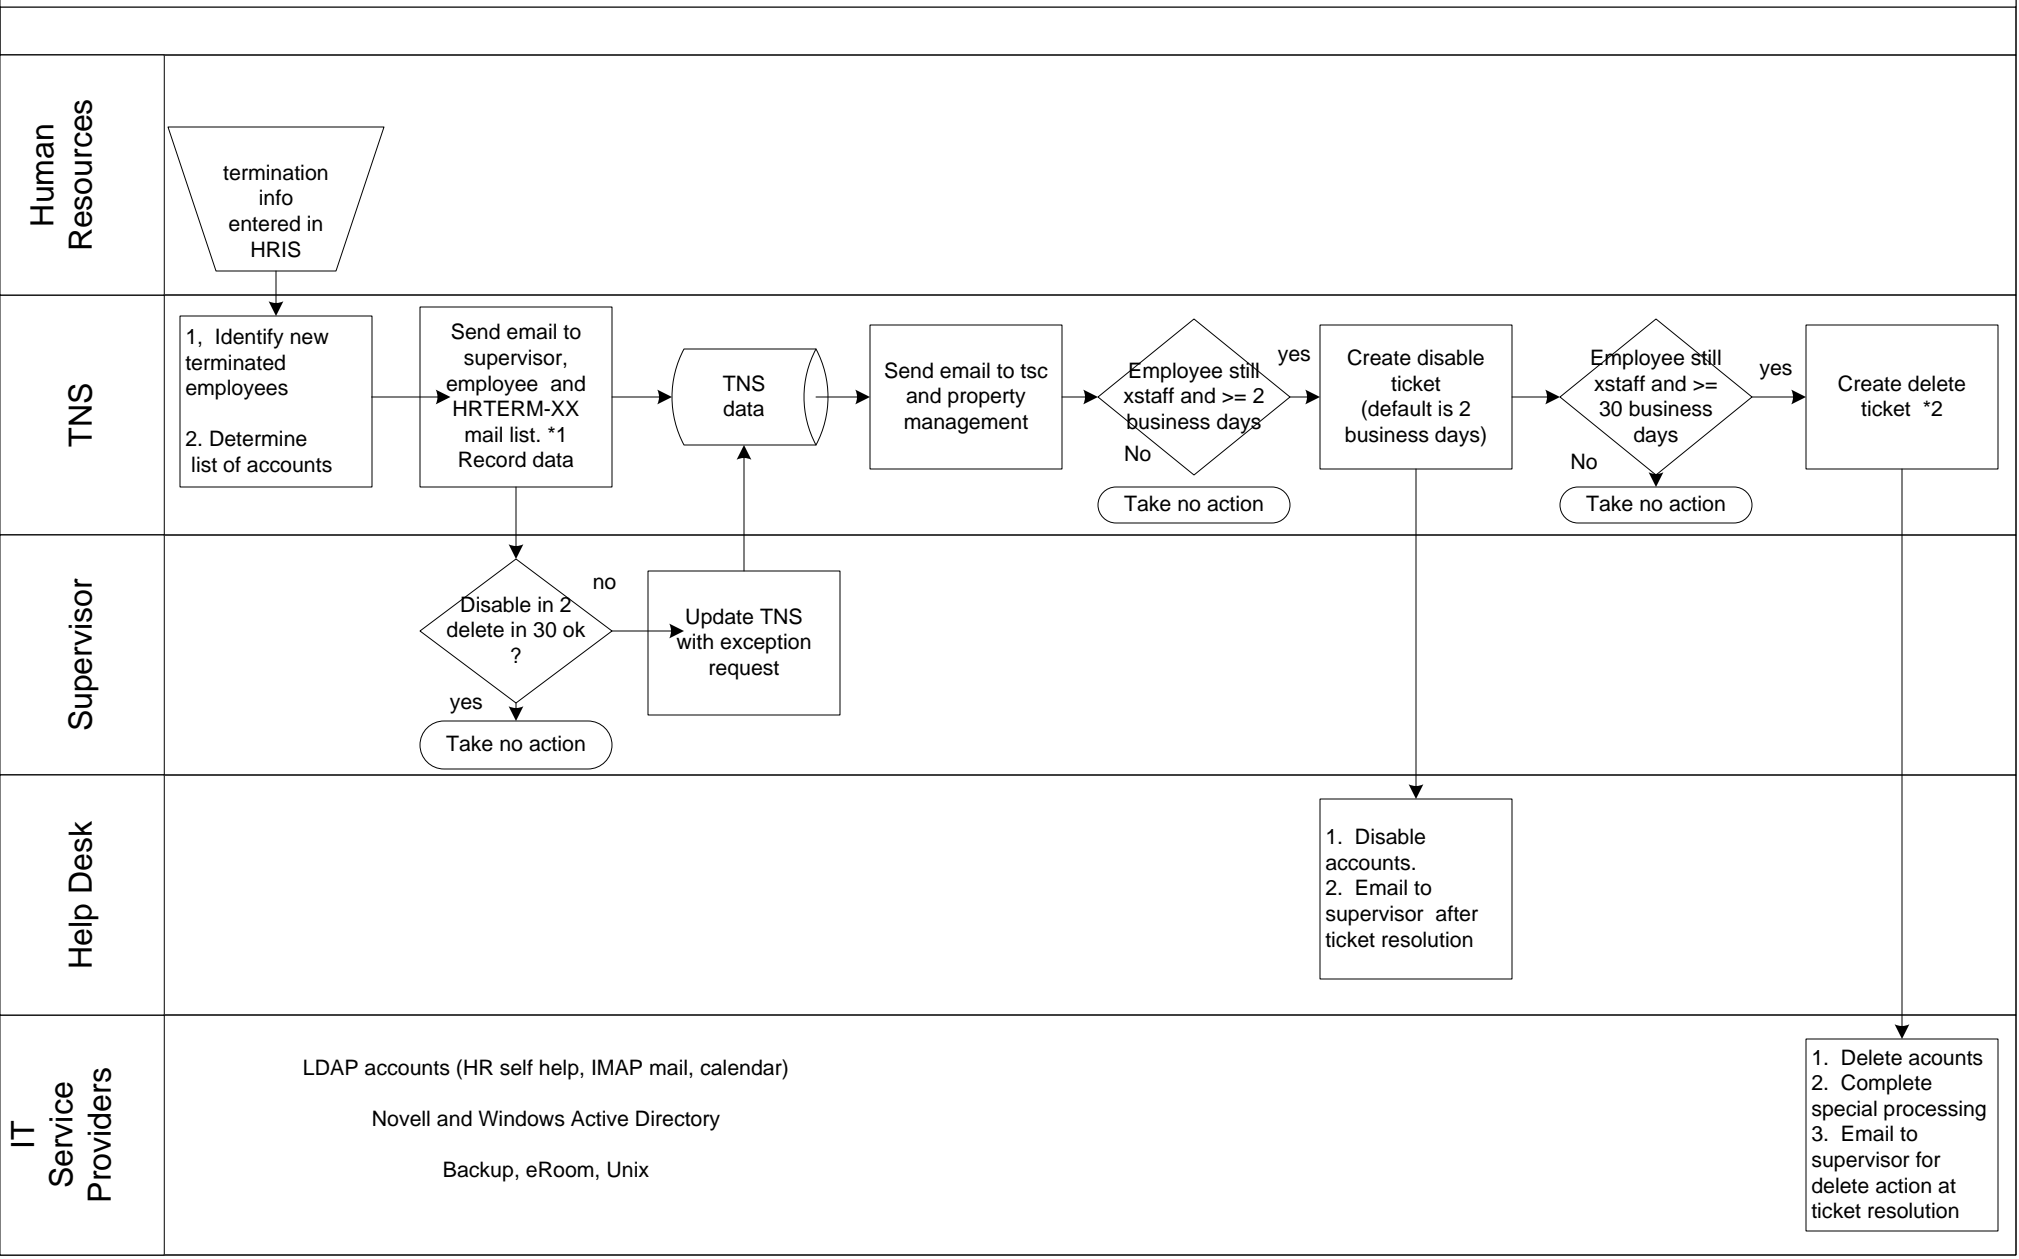 Human
Resources
termination
info
entered in
HRIS
TNS
1,  Identify new
terminated
employees
2. Determine
list of accounts
Send email to
supervisor,
employee  and
HRTERM-XX
mail list. *1
Record data
TNS
data
Send email to tsc
and property
management
Employee still
xstaff and >= 2
business days
yes
No
Take no action
Create disable
ticket
(default is 2
business days)
Employee still
xstaff and >=
30 business
days
yes
No
Take no action
Create delete
ticket  *2
Supervisor
Disable in 2
delete in 30 ok
?
no
yes
Take no action
Update TNS
with exception
request
Help Desk
1.  Disable
accounts.
2.  Email to
supervisor  after
ticket resolution
IT
Service
Providers
LDAP accounts (HR self help, IMAP mail, calendar)
Novell and Windows Active Directory
Backup, eRoom, Unix
1.  Delete acounts
2.  Complete
special processing
3.  Email to
supervisor for
delete action at
ticket resolution